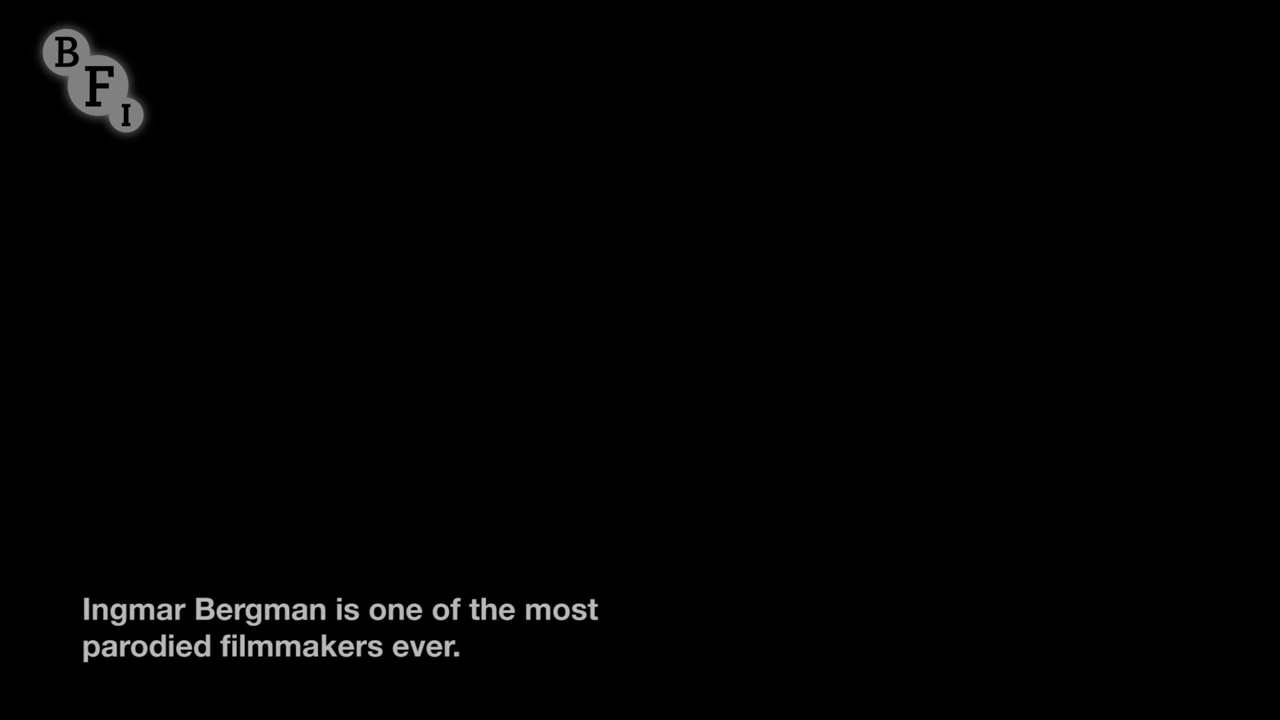 B
F
I
Ingmar Bergman is one of the most
parodied filmmakers ever.